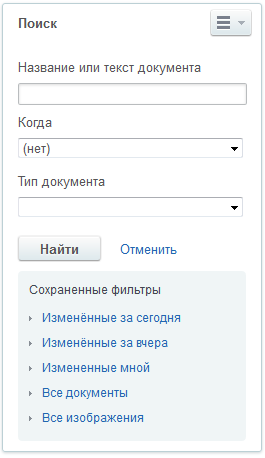 Поиск
Название или текст документа
Когда
(нет)
Тип документа
Найти Отменить
Сохраненные фильтры
Изменённые за сегодня
Изменённые за вчера
Измененные мной
Все документы
Все изображения